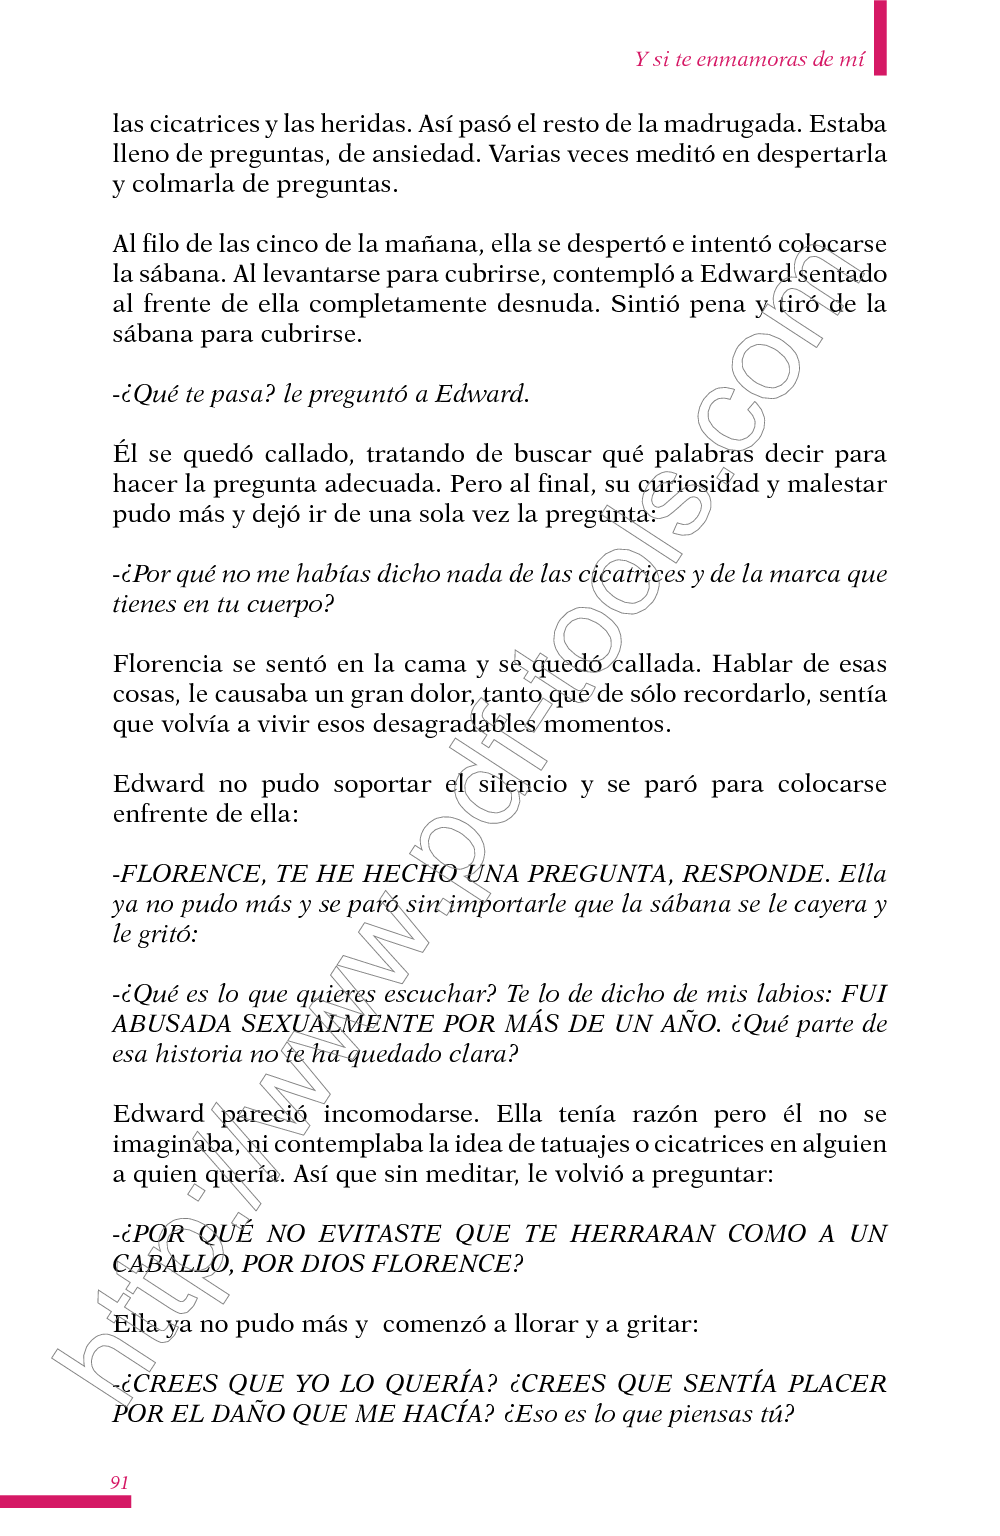 Y si te enmamoras de mí
las cicatrices y las heridas. Así pasó el resto de la madrugada. Estaba
lleno de preguntas, de ansiedad. Varias veces meditó en despertarla
y colmarla de preguntas.
Al filo de las cinco de la mañana, ella se despertó e intentó colocarse
la sábana. Al levantarse para cubrirse, contempló a Edward sentado
al frente de ella completamente desnuda. Sintió pena y tiró de la
sábana para cubrirse.
-¿Qué te pasa? le preguntó a Edward.
Él se quedó callado, tratando de buscar qué palabras decir para
hacer la pregunta adecuada. Pero al final, su curiosidad y malestar
pudo más y dejó ir de una sola vez la pregunta:
-¿Por qué no me habías dicho nada de las cicatrices y de la marca que
tienes en tu cuerpo?
Florencia se sentó en la cama y se quedó callada. Hablar de esas
cosas, le causaba un gran dolor, tanto que de sólo recordarlo, sentía
que volvía a vivir esos desagradables momentos.
Edward no pudo soportar el silencio y se paró para colocarse
enfrente de ella:
-FLORENCE, TE HE HECHO UNA PREGUNTA, RESPONDE. Ella
ya no pudo más y se paró sin importarle que la sábana se le cayera y
le gritó:
-¿Qué es lo que quieres escuchar? Te lo de dicho de mis labios: FUI
ABUSADA SEXUALMENTE POR MÁS DE UN AÑO. ¿Qué parte de
esa historia no te ha quedado clara?
Edward pareció incomodarse. Ella tenía razón pero él no se
imaginaba, ni contemplaba la idea de tatuajes o cicatrices en alguien
a quien quería. Así que sin meditar, le volvió a preguntar:
-¿POR QUÉ NO EVITASTE QUE TE HERRARAN COMO A UN
CABALLO, POR DIOS FLORENCE?
Ella ya no pudo más y  comenzó a llorar y a gritar:
-¿CREES QUE YO LO QUERÍA? ¿CREES QUE SENTÍA PLACER
POR EL DAÑO QUE ME HACÍA? ¿Eso es lo que piensas tú?
91
http://www.pdf-tools.com